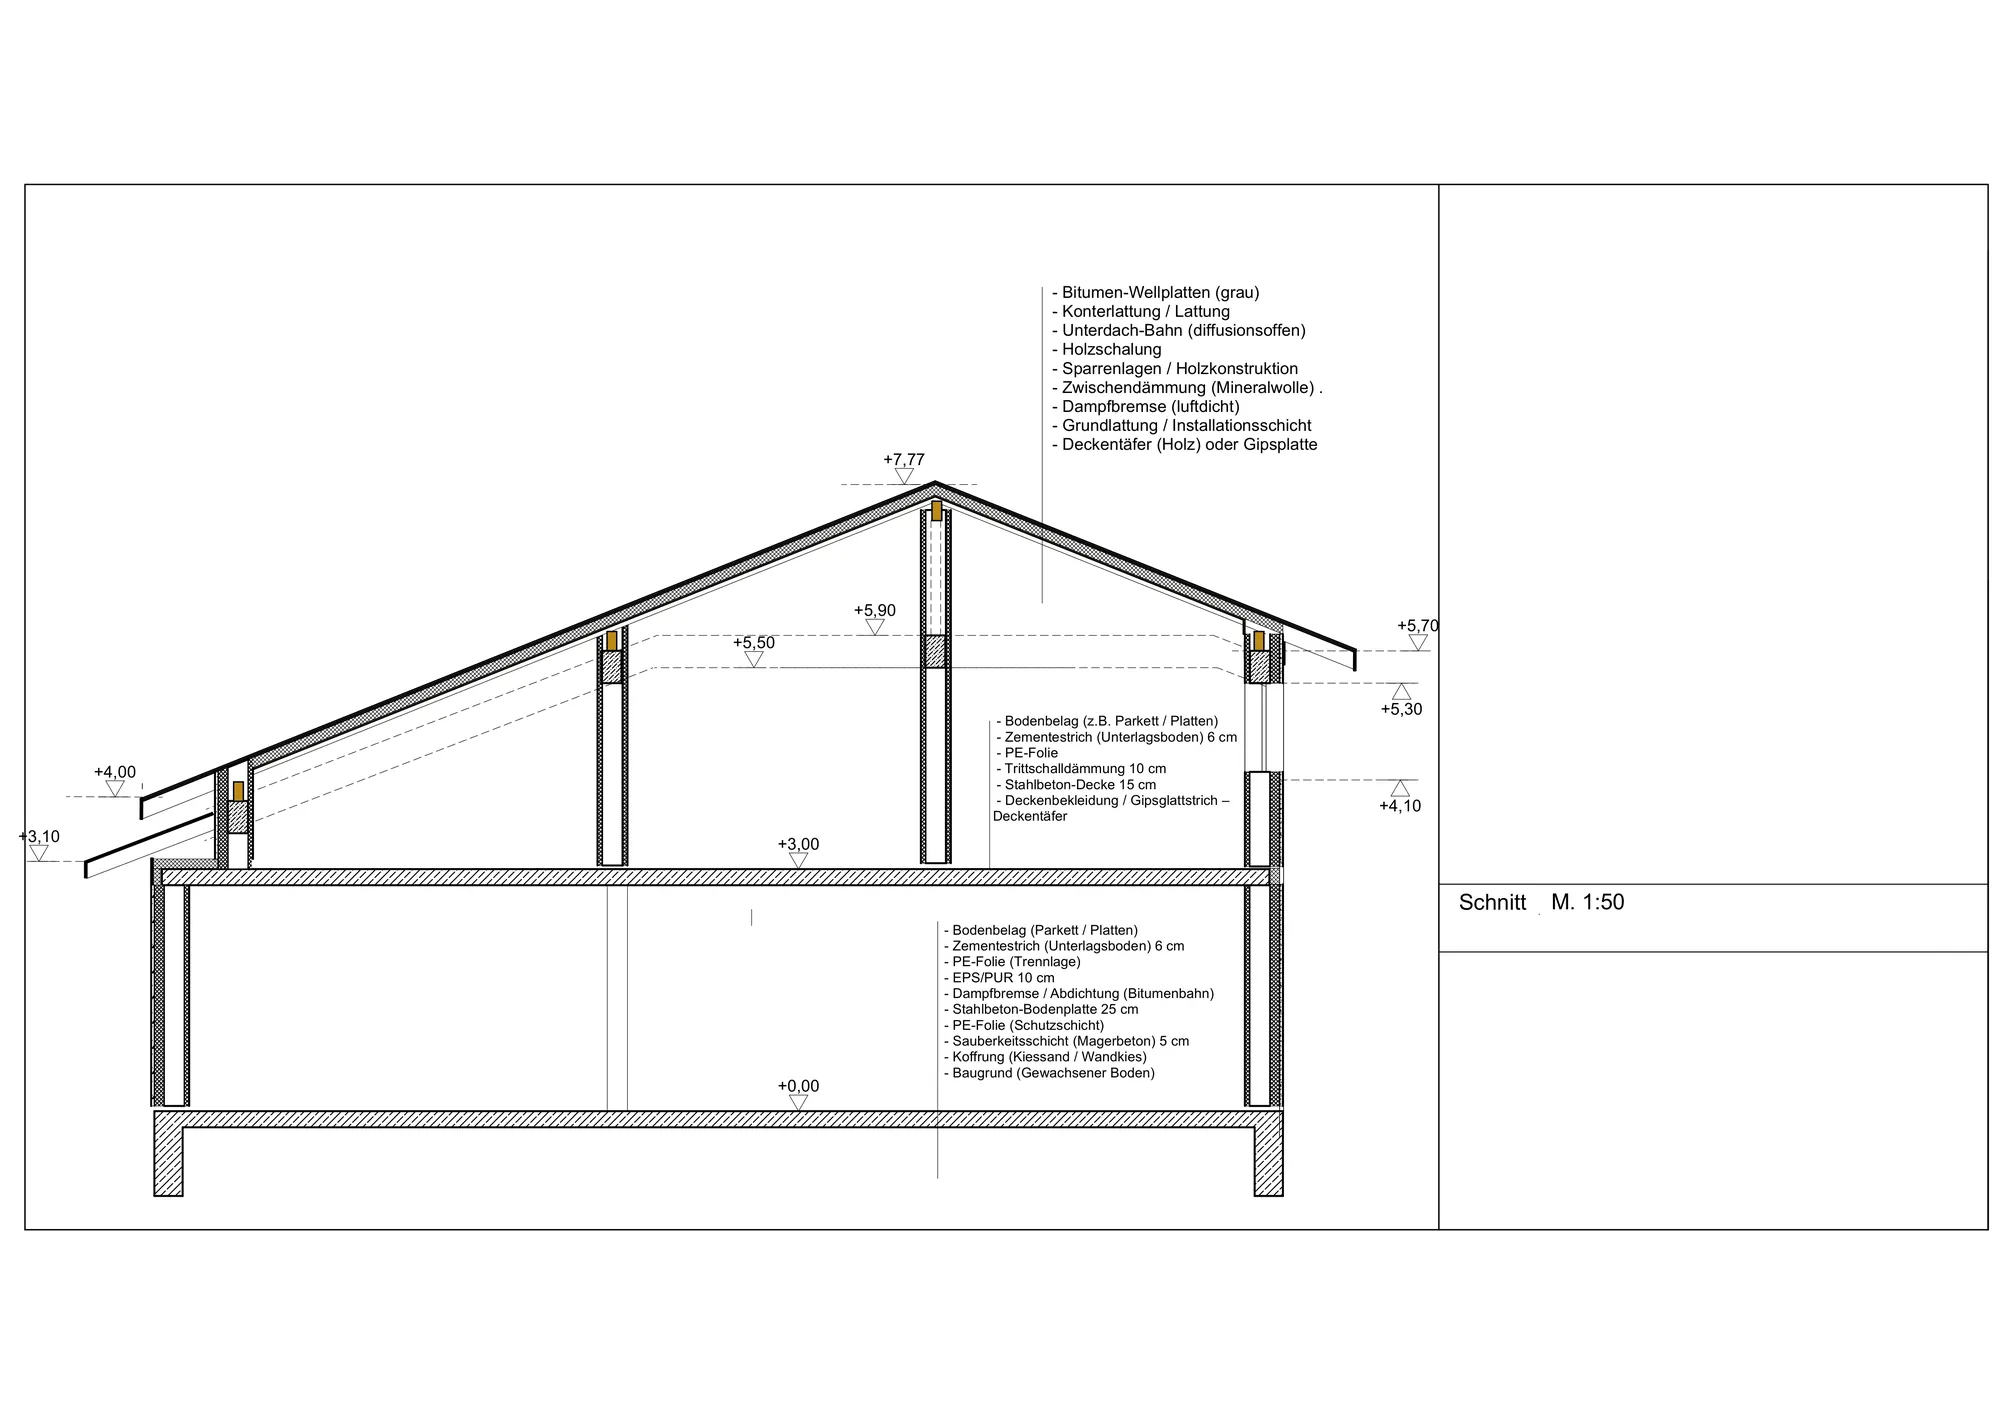 - Bitumen-Wellplatten (grau)
- Konterlattung / Lattung
- Unterdach-Bahn (diffusionsoffen)
- Holzschalung
- Sparrenlagen / Holzkonstruktion
- Zwischendämmung (Mineralwolle) .
- Dampfbremse (luftdicht)
- Grundlattung / Installationsschicht
- Deckentäfer (Holz) oder Gipsplatte
+7,77
+5,90
+5,70
+5,50
+5,30
- Bodenbelag (z.B. Parkett / Platten)
- Zementestrich (Unterlagsboden) 6 cm
- PE-Folie
- Trittschalldämmung 10 cm
- Stahlbeton-Decke 15 cm
- Deckenbekleidung / Gipsglattstrich –
Deckentäfer
+4,00
+4,10
+3,10
+3,00
Schnitt M. 1:50
- Bodenbelag (Parkett / Platten)
- Zementestrich (Unterlagsboden) 6 cm
- PE-Folie (Trennlage)
- EPS/PUR 10 cm
- Dampfbremse / Abdichtung (Bitumenbahn)
- Stahlbeton-Bodenplatte 25 cm
- PE-Folie (Schutzschicht)
- Sauberkeitsschicht (Magerbeton) 5 cm
- Koffrung (Kiessand / Wandkies)
- Baugrund (Gewachsener Boden)
+0,00